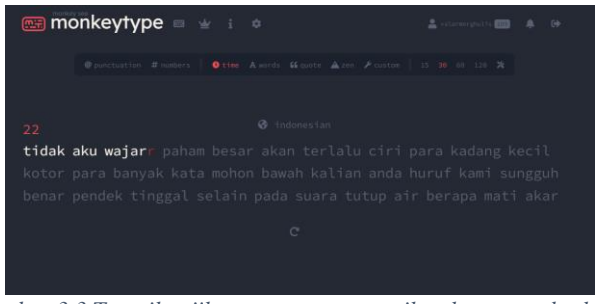 monkey see
monkeytype
punctuation # numbers time A words quote zen custom 15 30 60 120
indonesian
22
tidak aku wajarr paham besar akan terlalu ciri para kadang kecil
kotor para banyak kata mohon bawah kalian anda huruf kami sungguh
benar pendek tinggal selain pada suara tutup air berapa mati akar